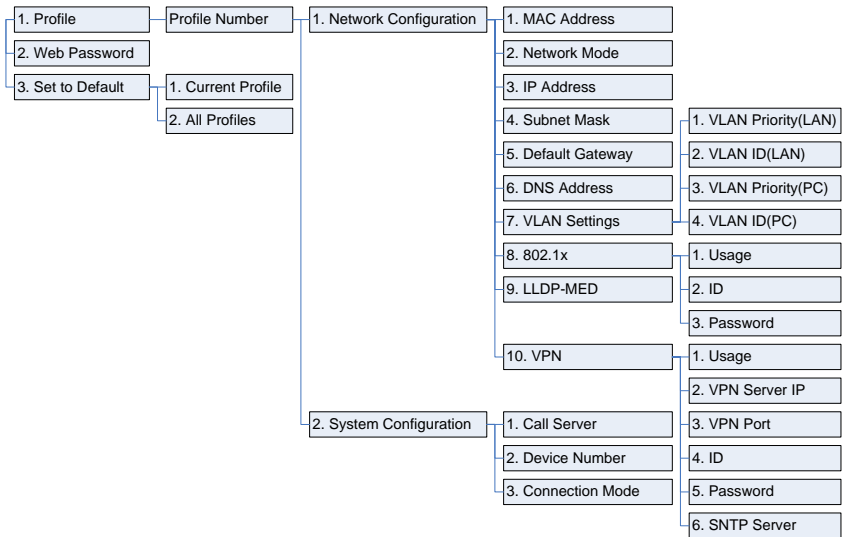 1. Profile
Profile Number
1. Network Configuration
1. MAC Address
2. Web Password
2. Network Mode
3. Set to Default
1. Current Profile
3. IP Address
2. All Profiles
4. Subnet Mask
1. VLAN Priority(LAN)
5. Default Gateway
2. VLAN ID(LAN)
6. DNS Address
3. VLAN Priority(PC)
7. VLAN Settings
4. VLAN ID(PC)
8. 802.1x
1. Usage
9. LLDP-MED
2. ID
3. Password
10. VPN
1. Usage
2. VPN Server IP
2. System Configuration
1. Call Server
3. VPN Port
2. Device Number
4. ID
3. Connection Mode
5. Password
6. SNTP Server